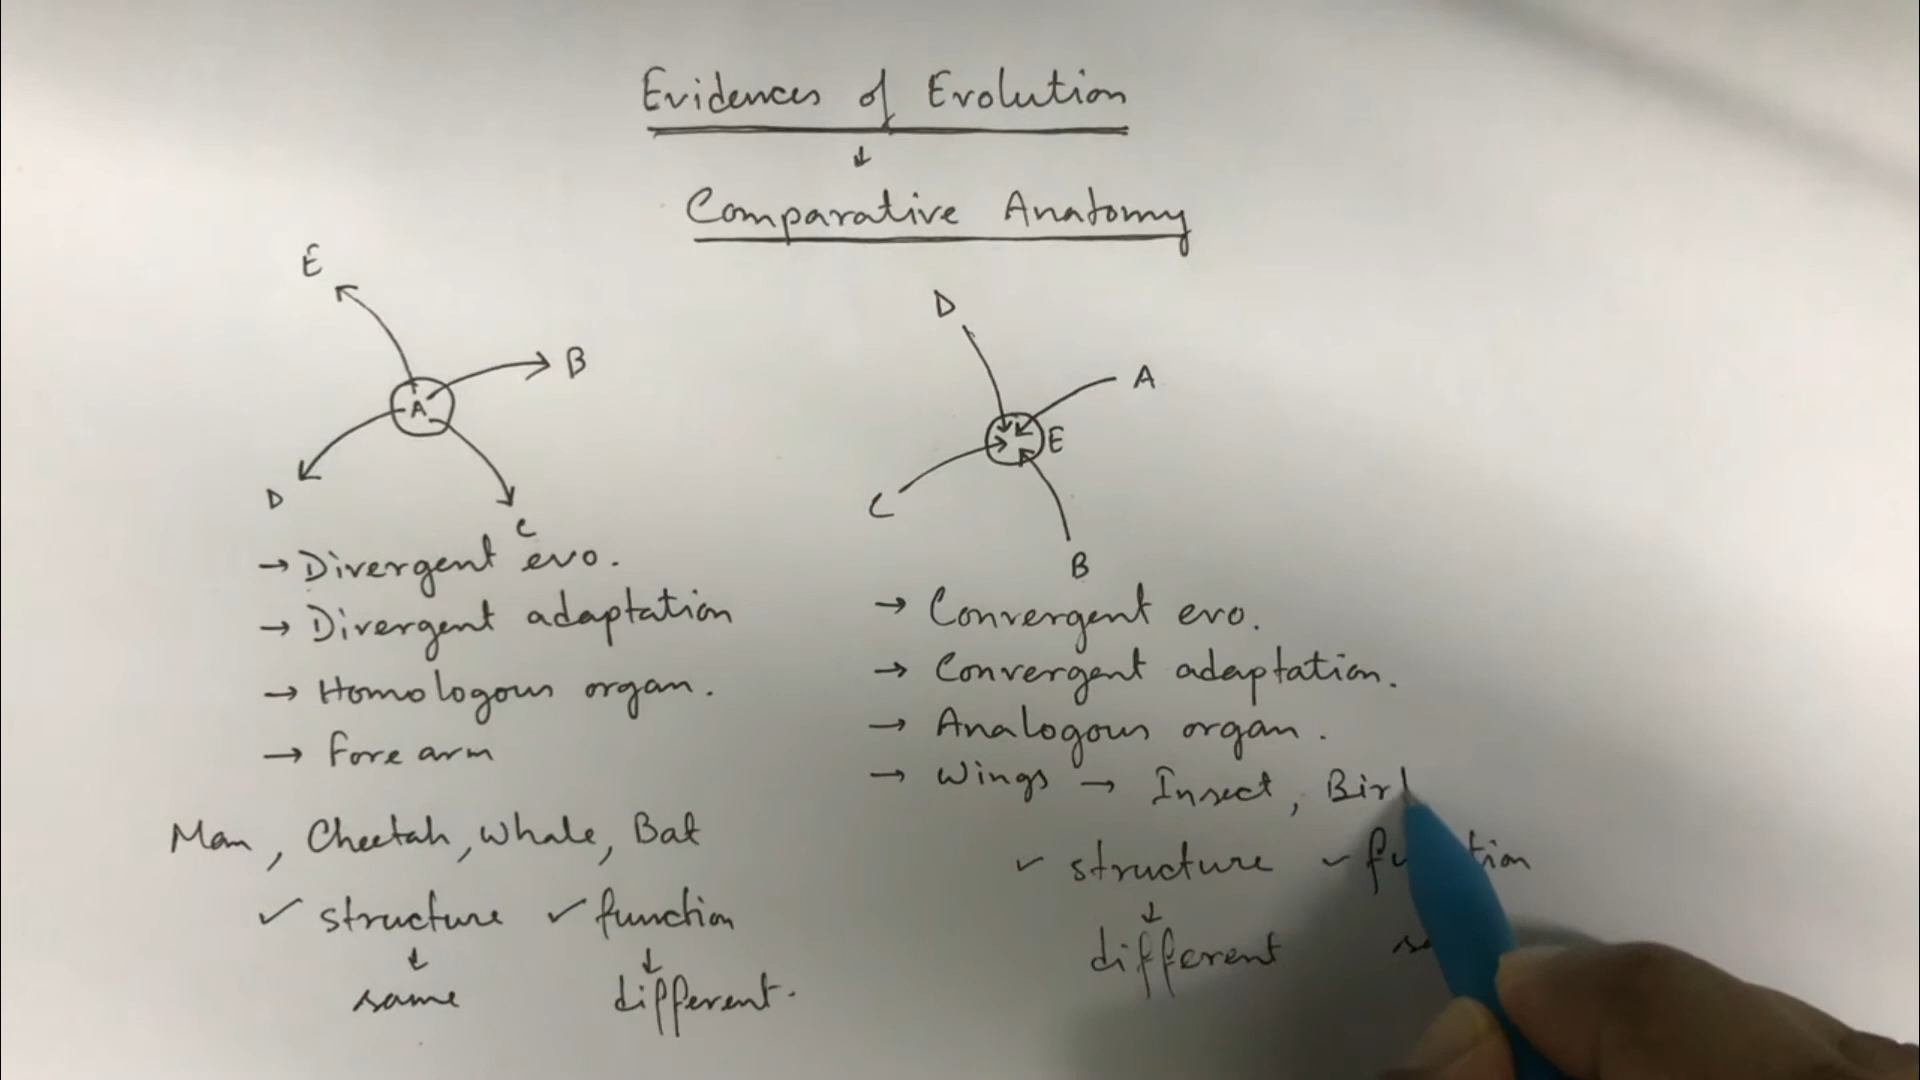 Evidences of Evolution
↓
Comparative Anatomy
E
B
A
D
C
→ Divergent evo.
→ Divergent adaptation
→ Homologous organ.
→ Fore arm
Man, Cheetah, Whale, Bat
✓ structure ✓ function
↓ ↓
same different.
D
A
E
C
B
→ Convergent evo.
→ Convergent adaptation.
→ Analogous organ.
→ Wings → Insect,
✓ structure ✓
↓
different